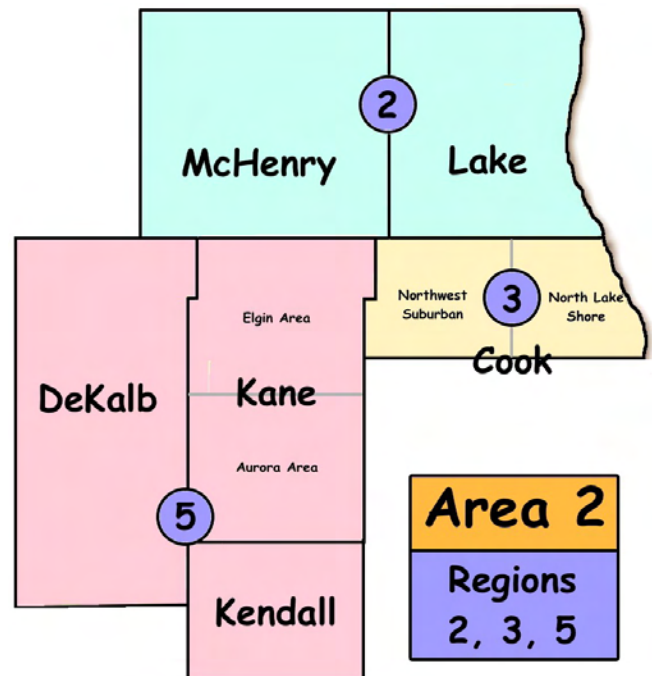 2
McHenry
Lake
Northwest
Suburban
3
North Lake
Shore
Elgin Area
Cook
DeKalb
Kane
Aurora Area
5
Kendall
Area 2
Regions
2, 3, 5